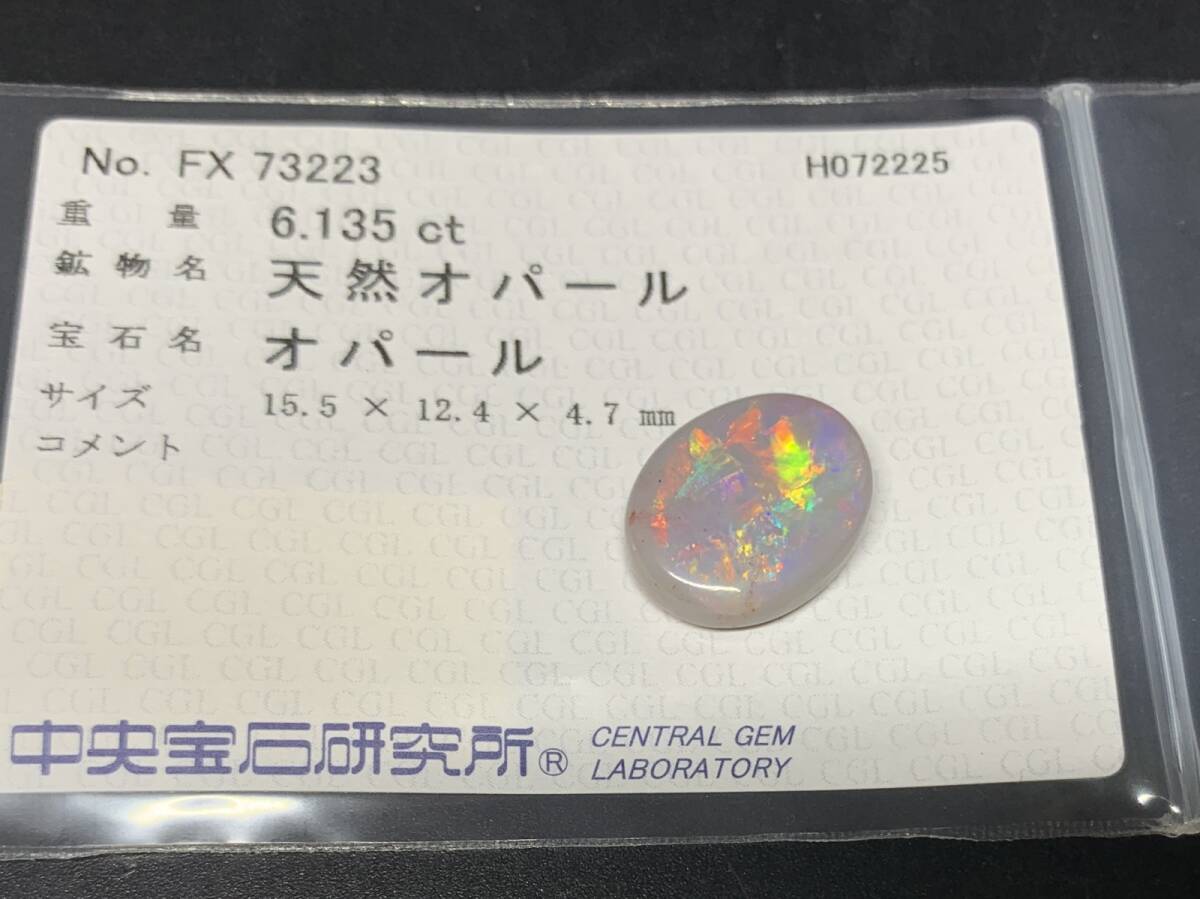 No. FX 73223 H072225
重量 6.135 ct
鉱物名 天然オパール
宝石名 オパール
サイズ 15.5 × 12.4 × 4.7 mm
コメント
中央宝石研究所® CENTRAL GEM
LABORATORY